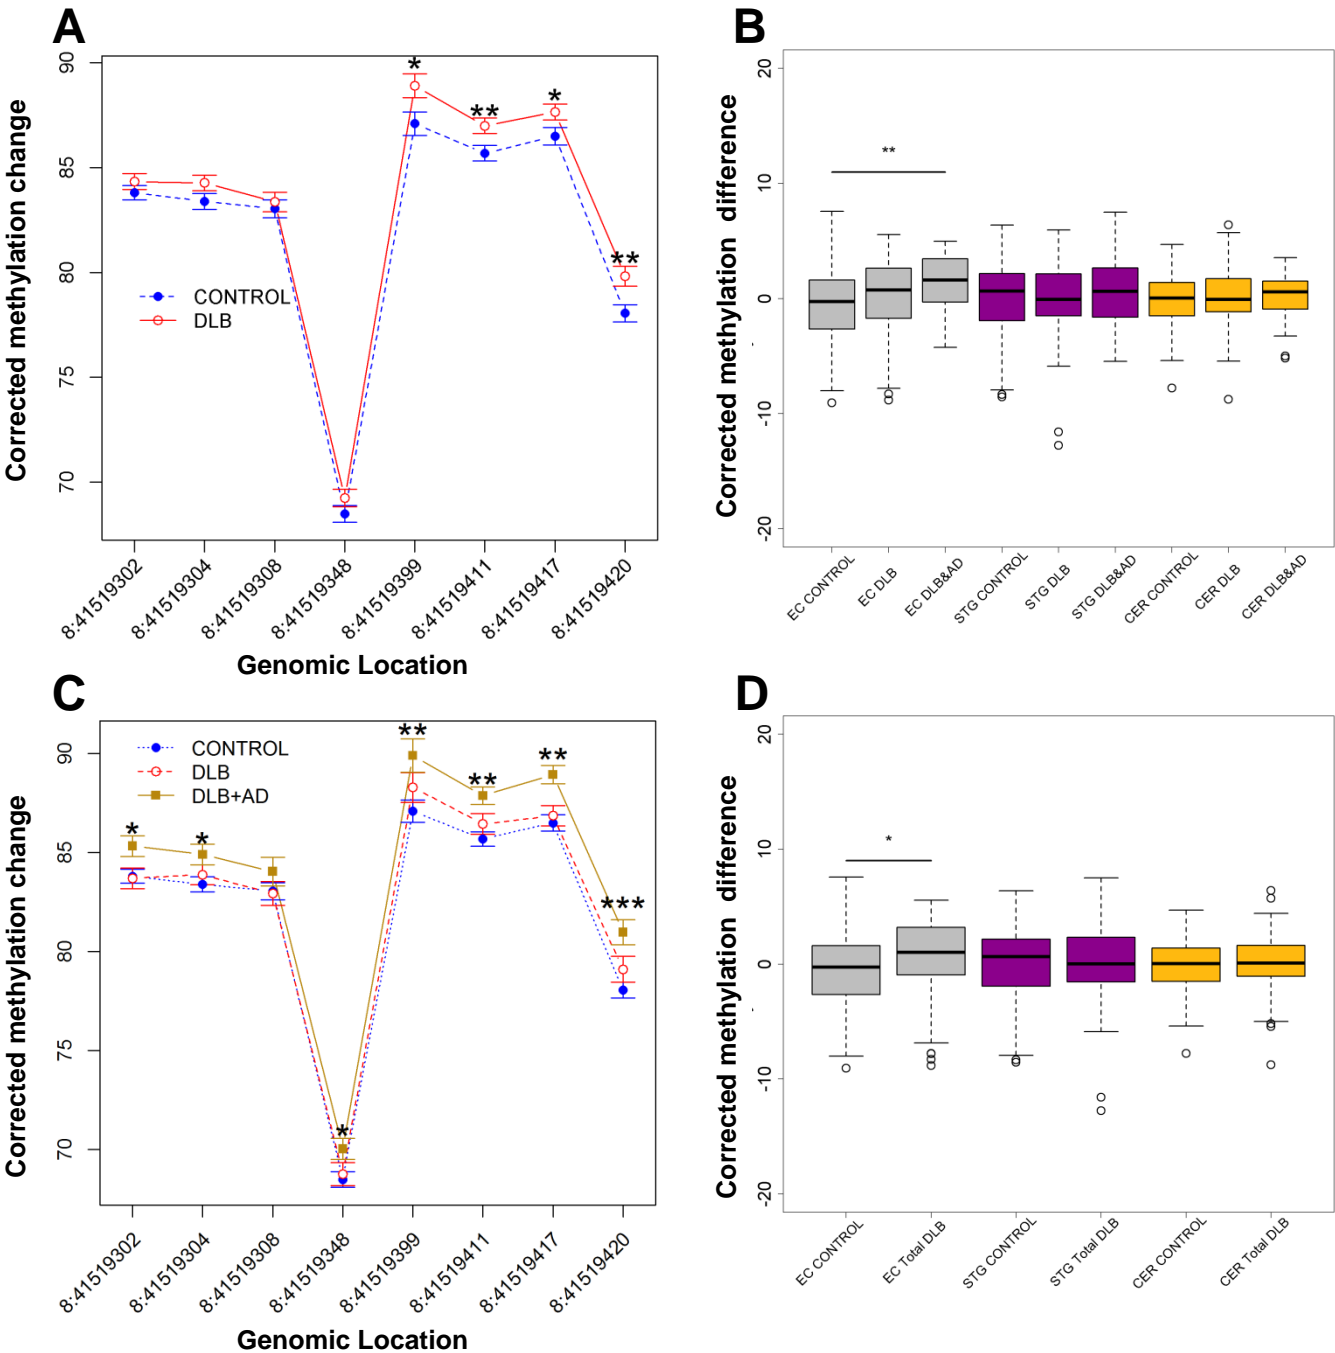 A
Corrected methylation change
90
85
80
75
70
*
**
*
**
CONTROL
DLB
8:41519302
8:41519304
8:41519308
8:41519348
8:41519399
8:41519411
8:41519417
8:41519420
Genomic Location
B
Corrected methylation difference
20
10
0
-10
-20
**
EC CONTROL
EC DLB
EC DLB&AD
STG CONTROL
STG DLB
STG DLB&AD
CER CONTROL
CER DLB
CER DLB&AD
C
Corrected methylation change
90
85
80
75
70
CONTROL
DLB
DLB+AD
*
*
*
**
**
**
***
8:41519302
8:41519304
8:41519308
8:41519348
8:41519399
8:41519411
8:41519417
8:41519420
Genomic Location
D
Corrected methylation difference
20
10
0
-10
-20
*
EC CONTROL
EC Total DLB
STG CONTROL
STG Total DLB
CER CONTROL
CER Total DLB